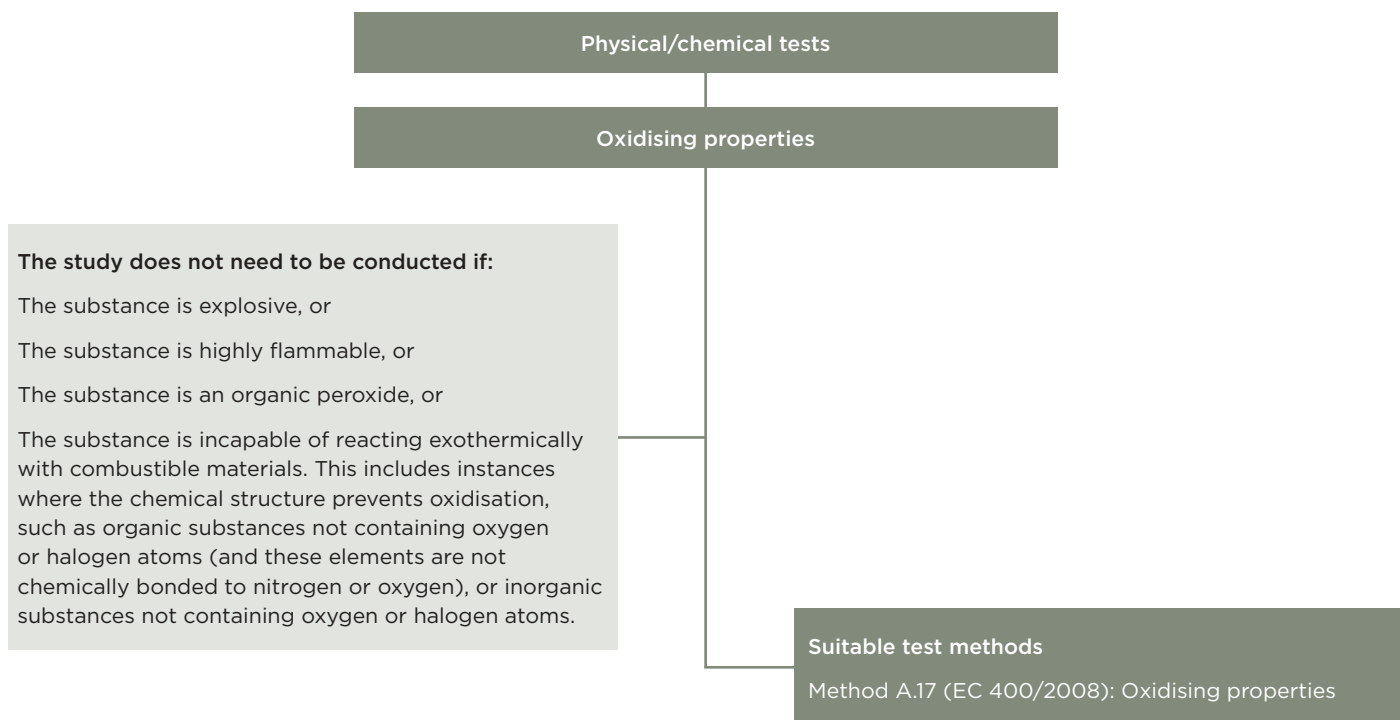 Physical/chemical tests
Oxidising properties
The study does not need to be conducted if:
The substance is explosive, or
The substance is highly flammable, or
The substance is an organic peroxide, or
The substance is incapable of reacting exothermically
with combustible materials. This includes instances
where the chemical structure prevents oxidisation,
such as organic substances not containing oxygen
or halogen atoms (and these elements are not
chemically bonded to nitrogen or oxygen), or inorganic
substances not containing oxygen or halogen atoms.
Suitable test methods
Method A.17 (EC 400/2008): Oxidising properties